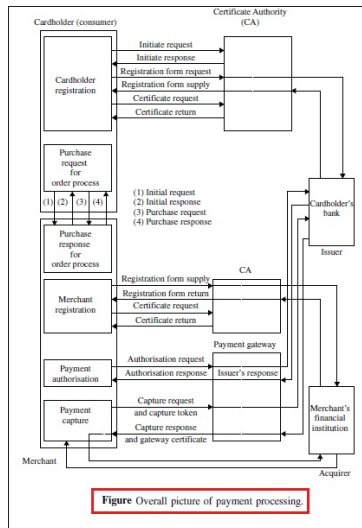 Cardholder (consumer)
Certificate Authority
(CA)
Cardholder
registration
Initiate request
Initiate response
Registration form request
Registration form supply
Certificate request
Certificate return
Purchase
request
for
order process
(1) (2) (3) (4)
(1) Initial request
(2) Initial response
(3) Purchase request
(4) Purchase response
Cardholder's
bank
Issuer
Purchase
response
for
order process
CA
Merchant
registration
Registration form supply
Registration form return
Certificate request
Certificate return
Payment gateway
Payment
authorisation
Authorisation request
Authorisation response
Issuer's response
Payment
capture
Capture request
and capture token
Capture response
and gateway certificate
Merchant's
financial
institution
Merchant
Acquirer
Figure Overall picture of payment processing.